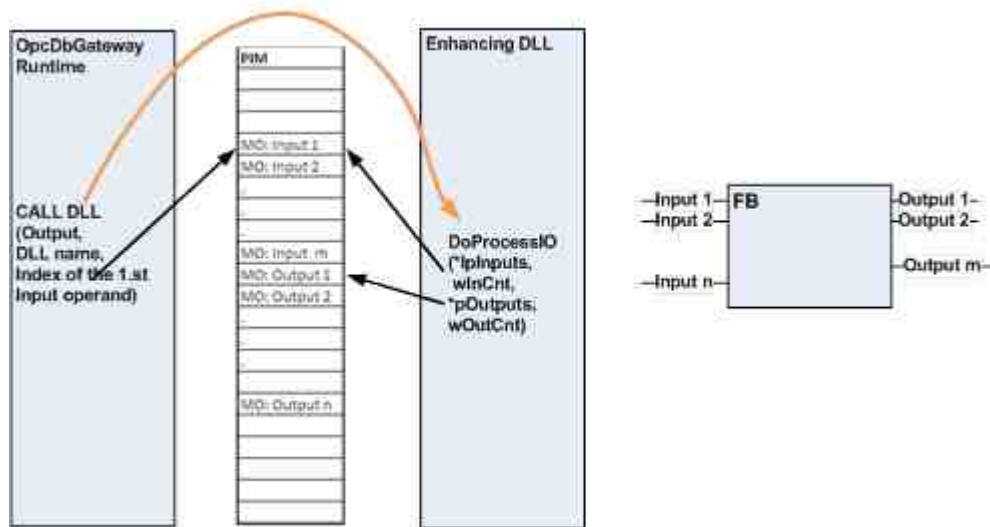 OpcDbGateway
Runtime
CALL DLL
(Output,
DLL name,
Index of the 1.st
Input operand)
PIM
MO: Input 1
MO: Input 2
.
.
.
MO: Input m
MO: Output 1
MO: Output 2
.
.
.
MO: Output n
Enhancing DLL
DoProcessIO
(*lpInputs,
wInCnt,
*pOutputs,
wOutCnt)
Input 1
Input 2
Input n
FB
Output 1
Output 2
Output m